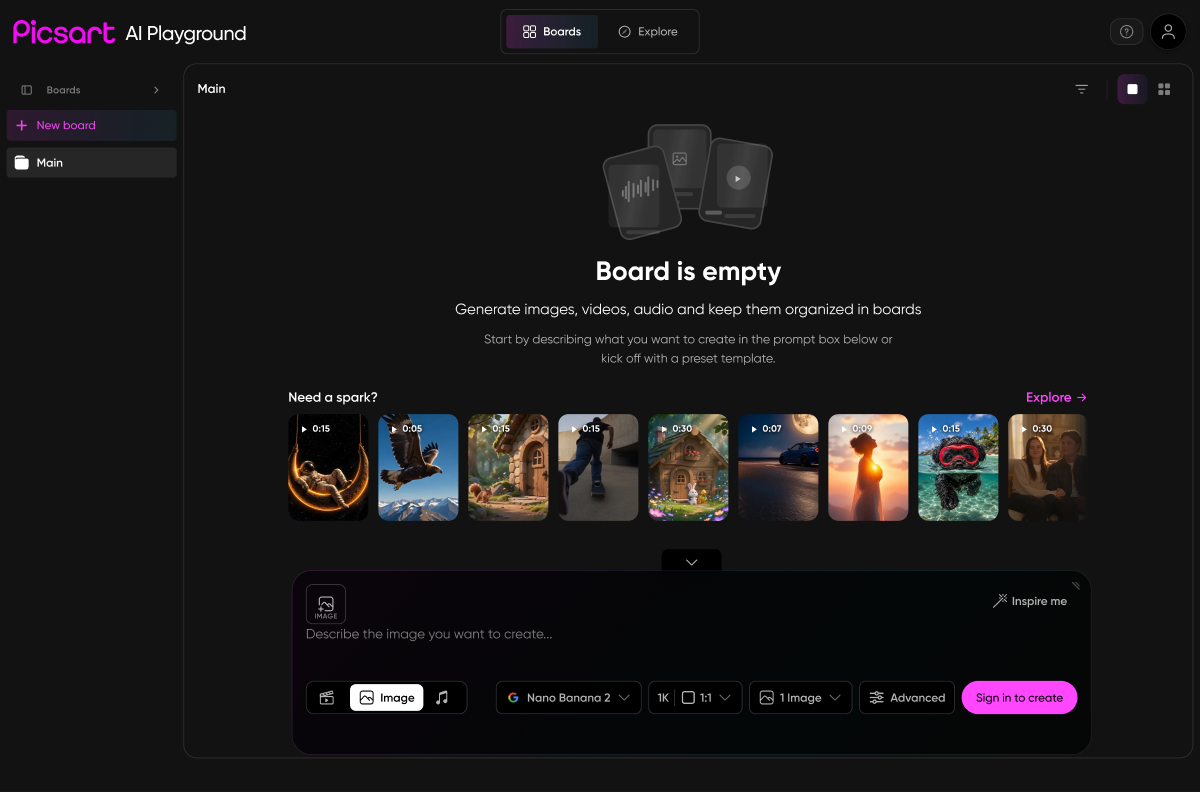 Picsart AI Playground
Boards
Explore
Boards
New board
Main
Main
Board is empty
Generate images, videos, audio and keep them organized in boards
Start by describing what you want to create in the prompt box below or
kick off with a preset template.
Need a spark?
Explore
0:15
0:05
0:15
0:15
0:30
0:07
0:09
0:15
0:30
IMAGE
Inspire me
Describe the image you want to create...
Image
Nano Banana 2
1K
1:1
1 Image
Advanced
Sign in to create